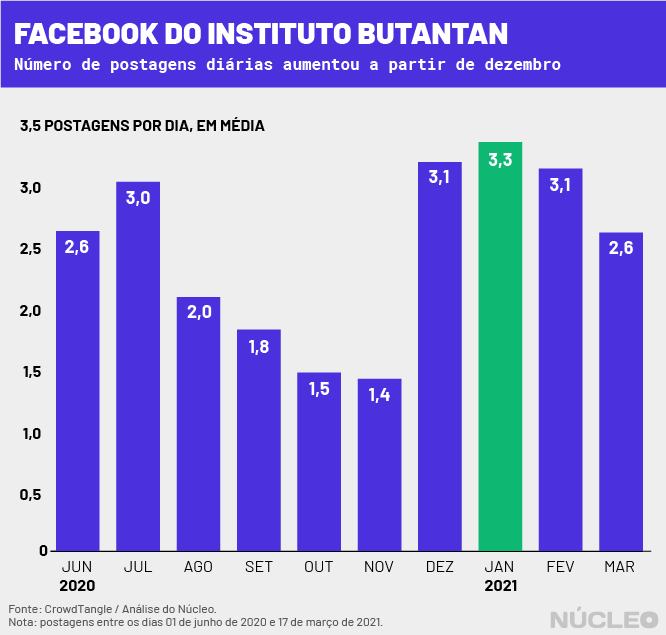 FACEBOOK DO INSTITUTO BUTANTAN
Número de postagens diárias aumentou a partir de dezembro
3,5 POSTAGENS POR DIA, EM MÉDIA
3,0
2,5
2,0
1,5
1,0
0,5
0
2,6
3,0
2,0
1,8
1,5
1,4
3,1
3,3
3,1
2,6
JUN JUL AGO SET OUT NOV DEZ JAN FEV MAR
2020 2021
Fonte: CrowdTangle / Análise do Núcleo.
Nota: postagens entre os dias 01 de junho de 2020 e 17 de março de 2021.
NÚCLEO